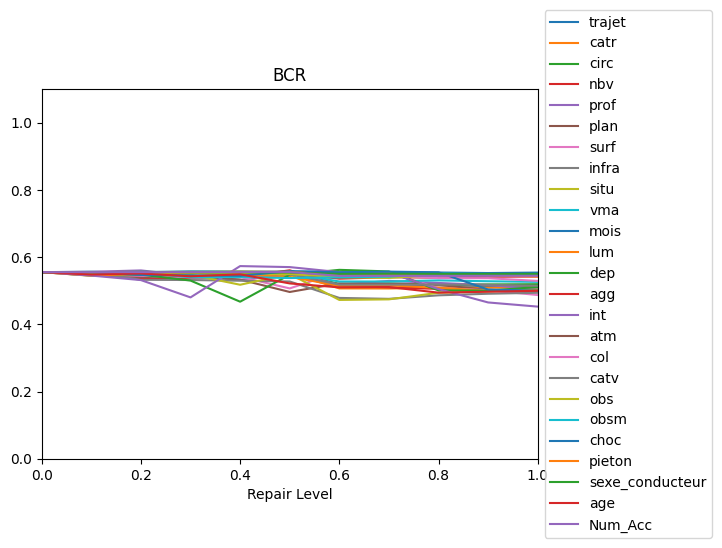 BCR
1.0
0.8
0.6
0.4
0.2
0.0
0.0 0.2 0.4 0.6 0.8 1.0
Repair Level
trajet
catr
circ
nbv
prof
plan
surf
infra
situ
vma
mois
lum
dep
agg
int
atm
col
catv
obs
obsm
choc
pieton
sexe_conducteur
age
Num_Acc